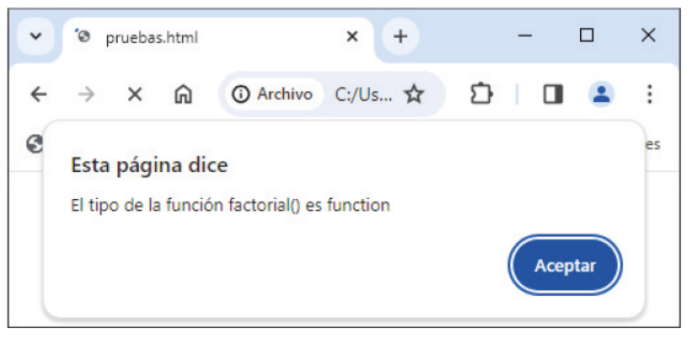 pruebas.html
Archivo C:/Us...
es
Esta página dice
El tipo de la función factorial() es function
Aceptar